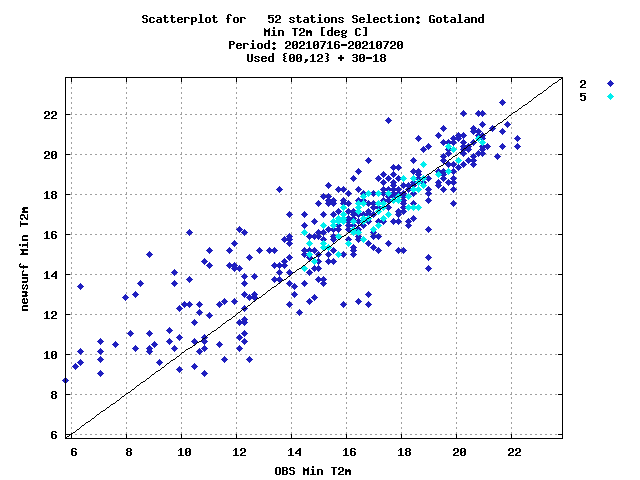 Scatterplot for   52 stations Selection: Gotaland
Min T2m [deg C]
Period: 20210716-20210720
Used {00,12} + 30-18
2
5
newsurf Min T2m
22
20
18
16
14
12
10
8
6
6 8 10 12 14 16 18 20 22
OBS Min T2m